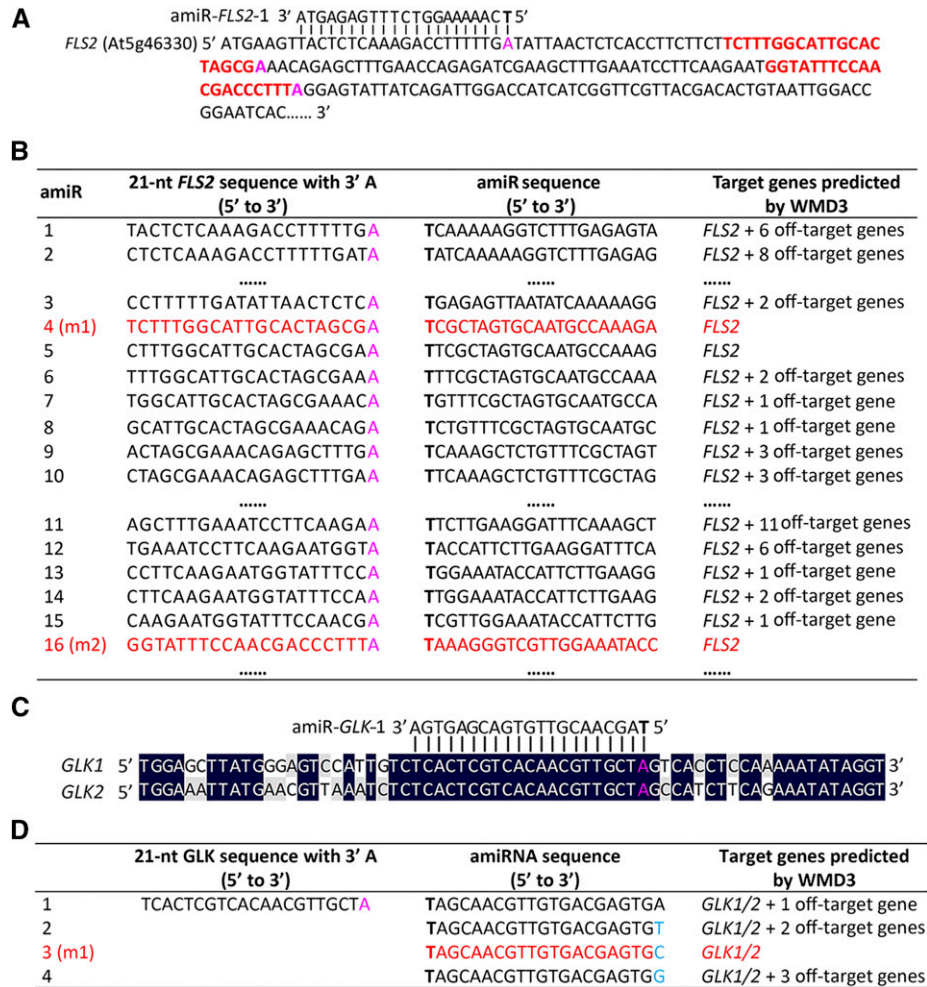 A
amiR-FLS2-1 3' ATGAGAGTTTCTGGAAAAACT 5'
FLS2 (At5g46330) 5' ATGAAGTTACTCTCAAAGACCTTTTTGATATTAACTCTCACCTTCTTCTTCTTTGGCATTGCAC
TAGCGAAACAGAGCTTTGAACCAGAGATCGAAGCTTTGAAATCCTTCAAGAATGGTATTTCCAA
CGACCCTTTAGGAGTATTATCAGATTGGACCATCATCGGTTCGTTACGACACTGTAATTGGACC
GGAATCAC...... 3'
B
amiR 21-nt FLS2 sequence with 3' A (5' to 3') amiR sequence (5' to 3') Target genes predicted by WMD3
1 TACTCTCAAAGACCTTTTTGA TCAAAAAGGTCTTTGAGAGTA FLS2 + 6 off-target genes
2 CTCTCAAAGACCTTTTTGATA TATCAAAAAGGTCTTTGAGAG FLS2 + 8 off-target genes
...... ...... ......
3 CCTTTTTGATATTAACTCTCA TGAGAGTTAATATCAAAAAGG FLS2 + 2 off-target genes
4 (m1) TCTTTGGCATTGCACTAGCGA TCGCTAGTGCAATGCCAAAGA FLS2
5 CTTTGGCATTGCACTAGCGAA TTCGCTAGTGCAATGCCAAAG FLS2
6 TTTGGCATTGCACTAGCGAAA TTTCGCTAGTGCAATGCCAAA FLS2 + 2 off-target genes
7 TGGCATTGCACTAGCGAAACA TGTTTCGCTAGTGCAATGCCA FLS2 + 1 off-target gene
8 GCATTGCACTAGCGAAACAGA TCTGTTTCGCTAGTGCAATGC FLS2 + 1 off-target gene
9 ACTAGCGAAACAGAGCTTTGA TCAAAGCTCTGTTTCGCTAGT FLS2 + 3 off-target genes
10 CTAGCGAAACAGAGCTTTGAA TTCAAAGCTCTGTTTCGCTAG FLS2 + 3 off-target genes
...... ...... ......
11 AGCTTTGAAATCCTTCAAGAA TTCTTGAAGGATTTCAAAGCT FLS2 + 11 off-target genes
12 TGAAATCCTTCAAGAATGGTA TACCATTCTTGAAGGATTTCA FLS2 + 6 off-target genes
13 CCTTCAAGAATGGTATTTCCA TGGAAATACCATTCTTGAAGG FLS2 + 1 off-target gene
14 CTTCAAGAATGGTATTTCCAA TTGGAAATACCATTCTTGAAG FLS2 + 2 off-target genes
15 CAAGAATGGTATTTCCAACGA TCGTTGGAAATACCATTCTTG FLS2 + 1 off-target gene
16 (m2) GGTATTTCCAACGACCCTTTA TAAAGGGTCGTTGGAAATACC FLS2
...... ...... ......
C
amiR-GLK-1 3' AGTGAGCAGTGTTGCAACGAT 5'
GLK1 5' TGGAGCTTATGGGAGTCCATTGTCTCACTCGTCACAACGTTGCTAGTCACCTCCAAAAATATAGGT 3'
GLK2 5' TGGAAATTATGAACGTTAAATCTCTCACTCGTCACAACGTTGCTAGCCATCTTCAGAAATATAGGT 3'
D
21-nt GLK sequence with 3' A (5' to 3') amiRNA sequence (5' to 3') Target genes predicted by WMD3
1 TCACTCGTCACAACGTTGCTA TAGCAACGTTGTGACGAGTGA GLK1/2 + 1 off-target gene
2 TAGCAACGTTGTGACGAGTGT GLK1/2 + 2 off-target genes
3 (m1) TAGCAACGTTGTGACGAGTGC GLK1/2
4 TAGCAACGTTGTGACGAGTGG GLK1/2 + 3 off-target genes